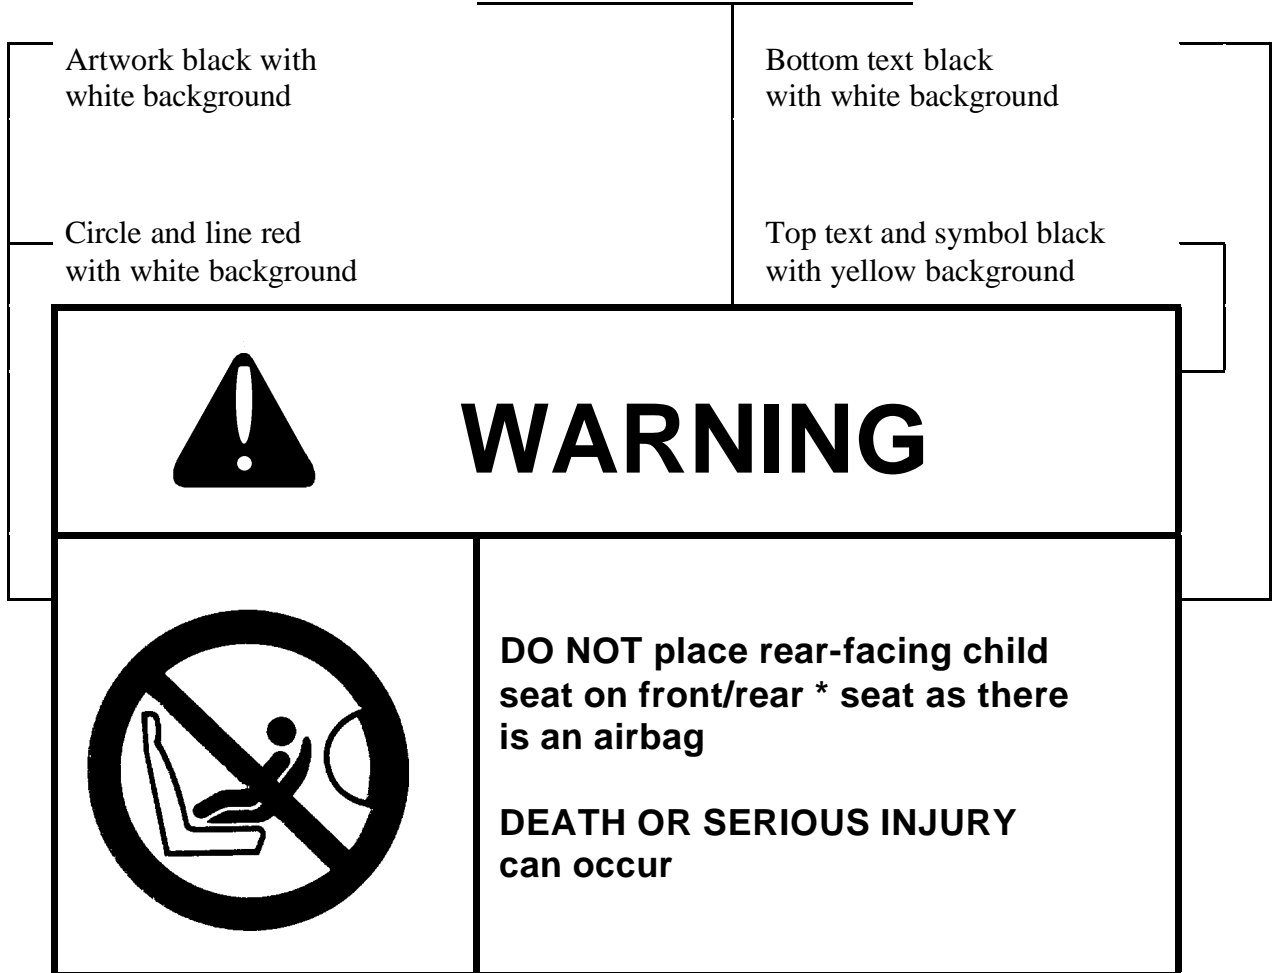 Artwork black with
white background
Bottom text black
with white background
Circle and line red
with white background
Top text and symbol black
with yellow background
WARNING
DO NOT place rear-facing child
seat on front/rear * seat as there
is an airbag
DEATH OR SERIOUS INJURY
can occur